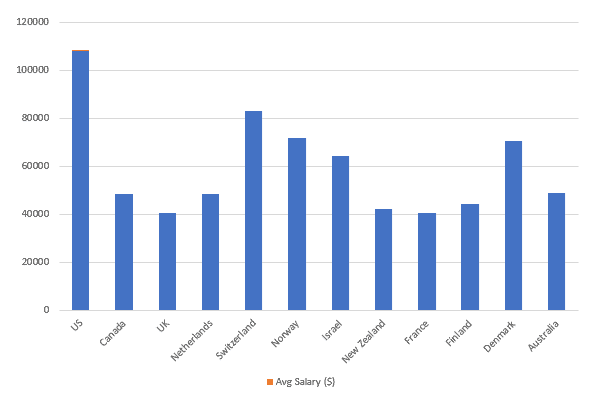 120000
100000
80000
60000
40000
20000
0
US
Canada
UK
Netherlands
Switzerland
Norway
Israel
New Zealand
France
Finland
Denmark
Australia
Avg Salary ($)